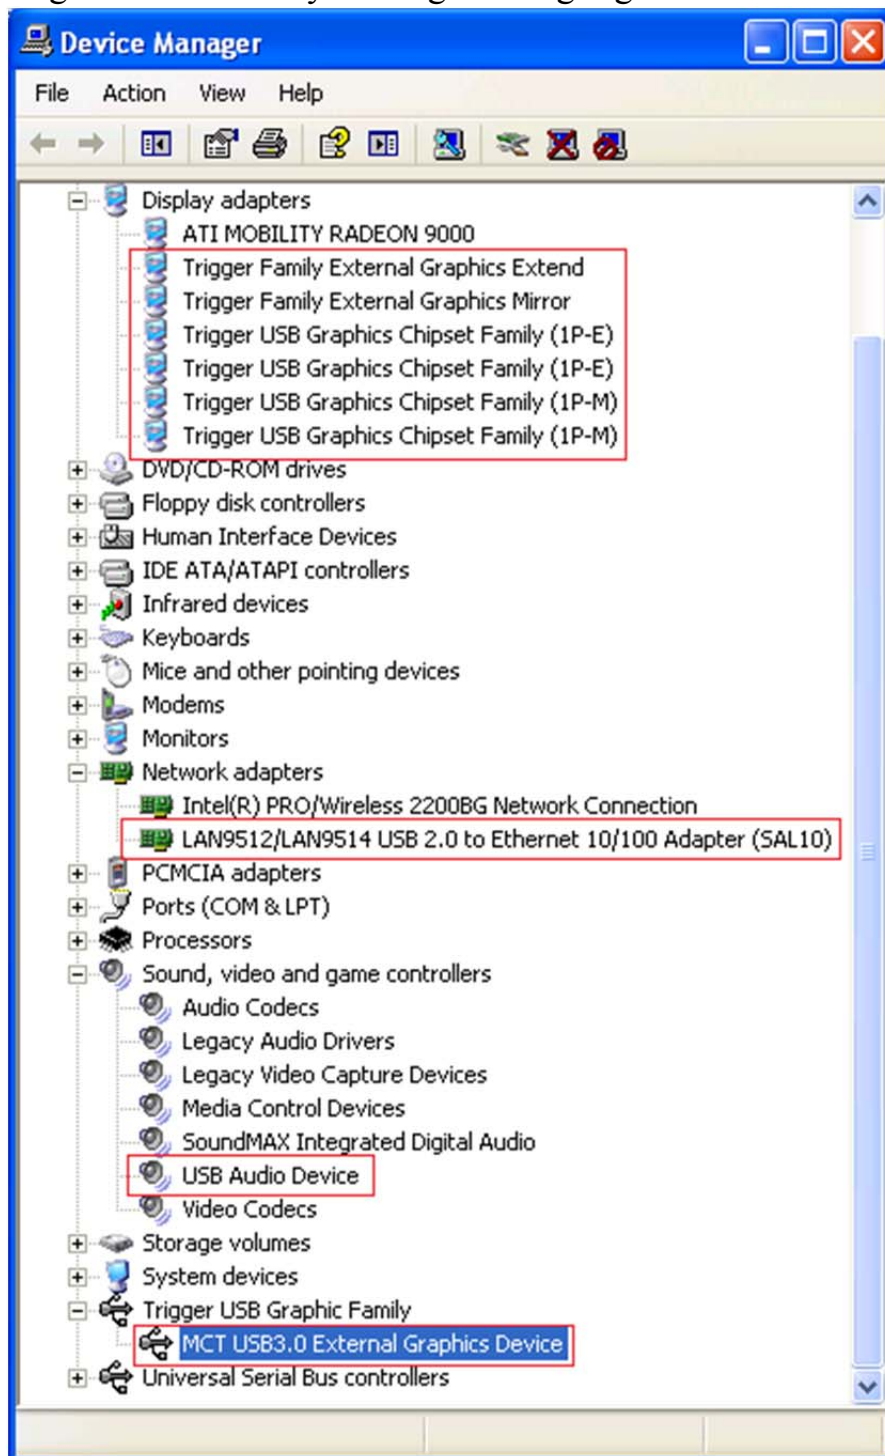 Device Manager
File Action View Help
Display adapters
ATI MOBILITY RADEON 9000
Trigger Family External Graphics Extend
Trigger Family External Graphics Mirror
Trigger USB Graphics Chipset Family (1P-E)
Trigger USB Graphics Chipset Family (1P-E)
Trigger USB Graphics Chipset Family (1P-M)
Trigger USB Graphics Chipset Family (1P-M)
DVD/CD-ROM drives
Floppy disk controllers
Human Interface Devices
IDE ATA/ATAPI controllers
Infrared devices
Keyboards
Mice and other pointing devices
Modems
Monitors
Network adapters
Intel(R) PRO/Wireless 2200BG Network Connection
LAN9512/LAN9514 USB 2.0 to Ethernet 10/100 Adapter (SAL10)
PCMCIA adapters
Ports (COM & LPT)
Processors
Sound, video and game controllers
Audio Codecs
Legacy Audio Drivers
Legacy Video Capture Devices
Media Control Devices
SoundMAX Integrated Digital Audio
USB Audio Device
Video Codecs
Storage volumes
System devices
Trigger USB Graphic Family
MCT USB3.0 External Graphics Device
Universal Serial Bus controllers